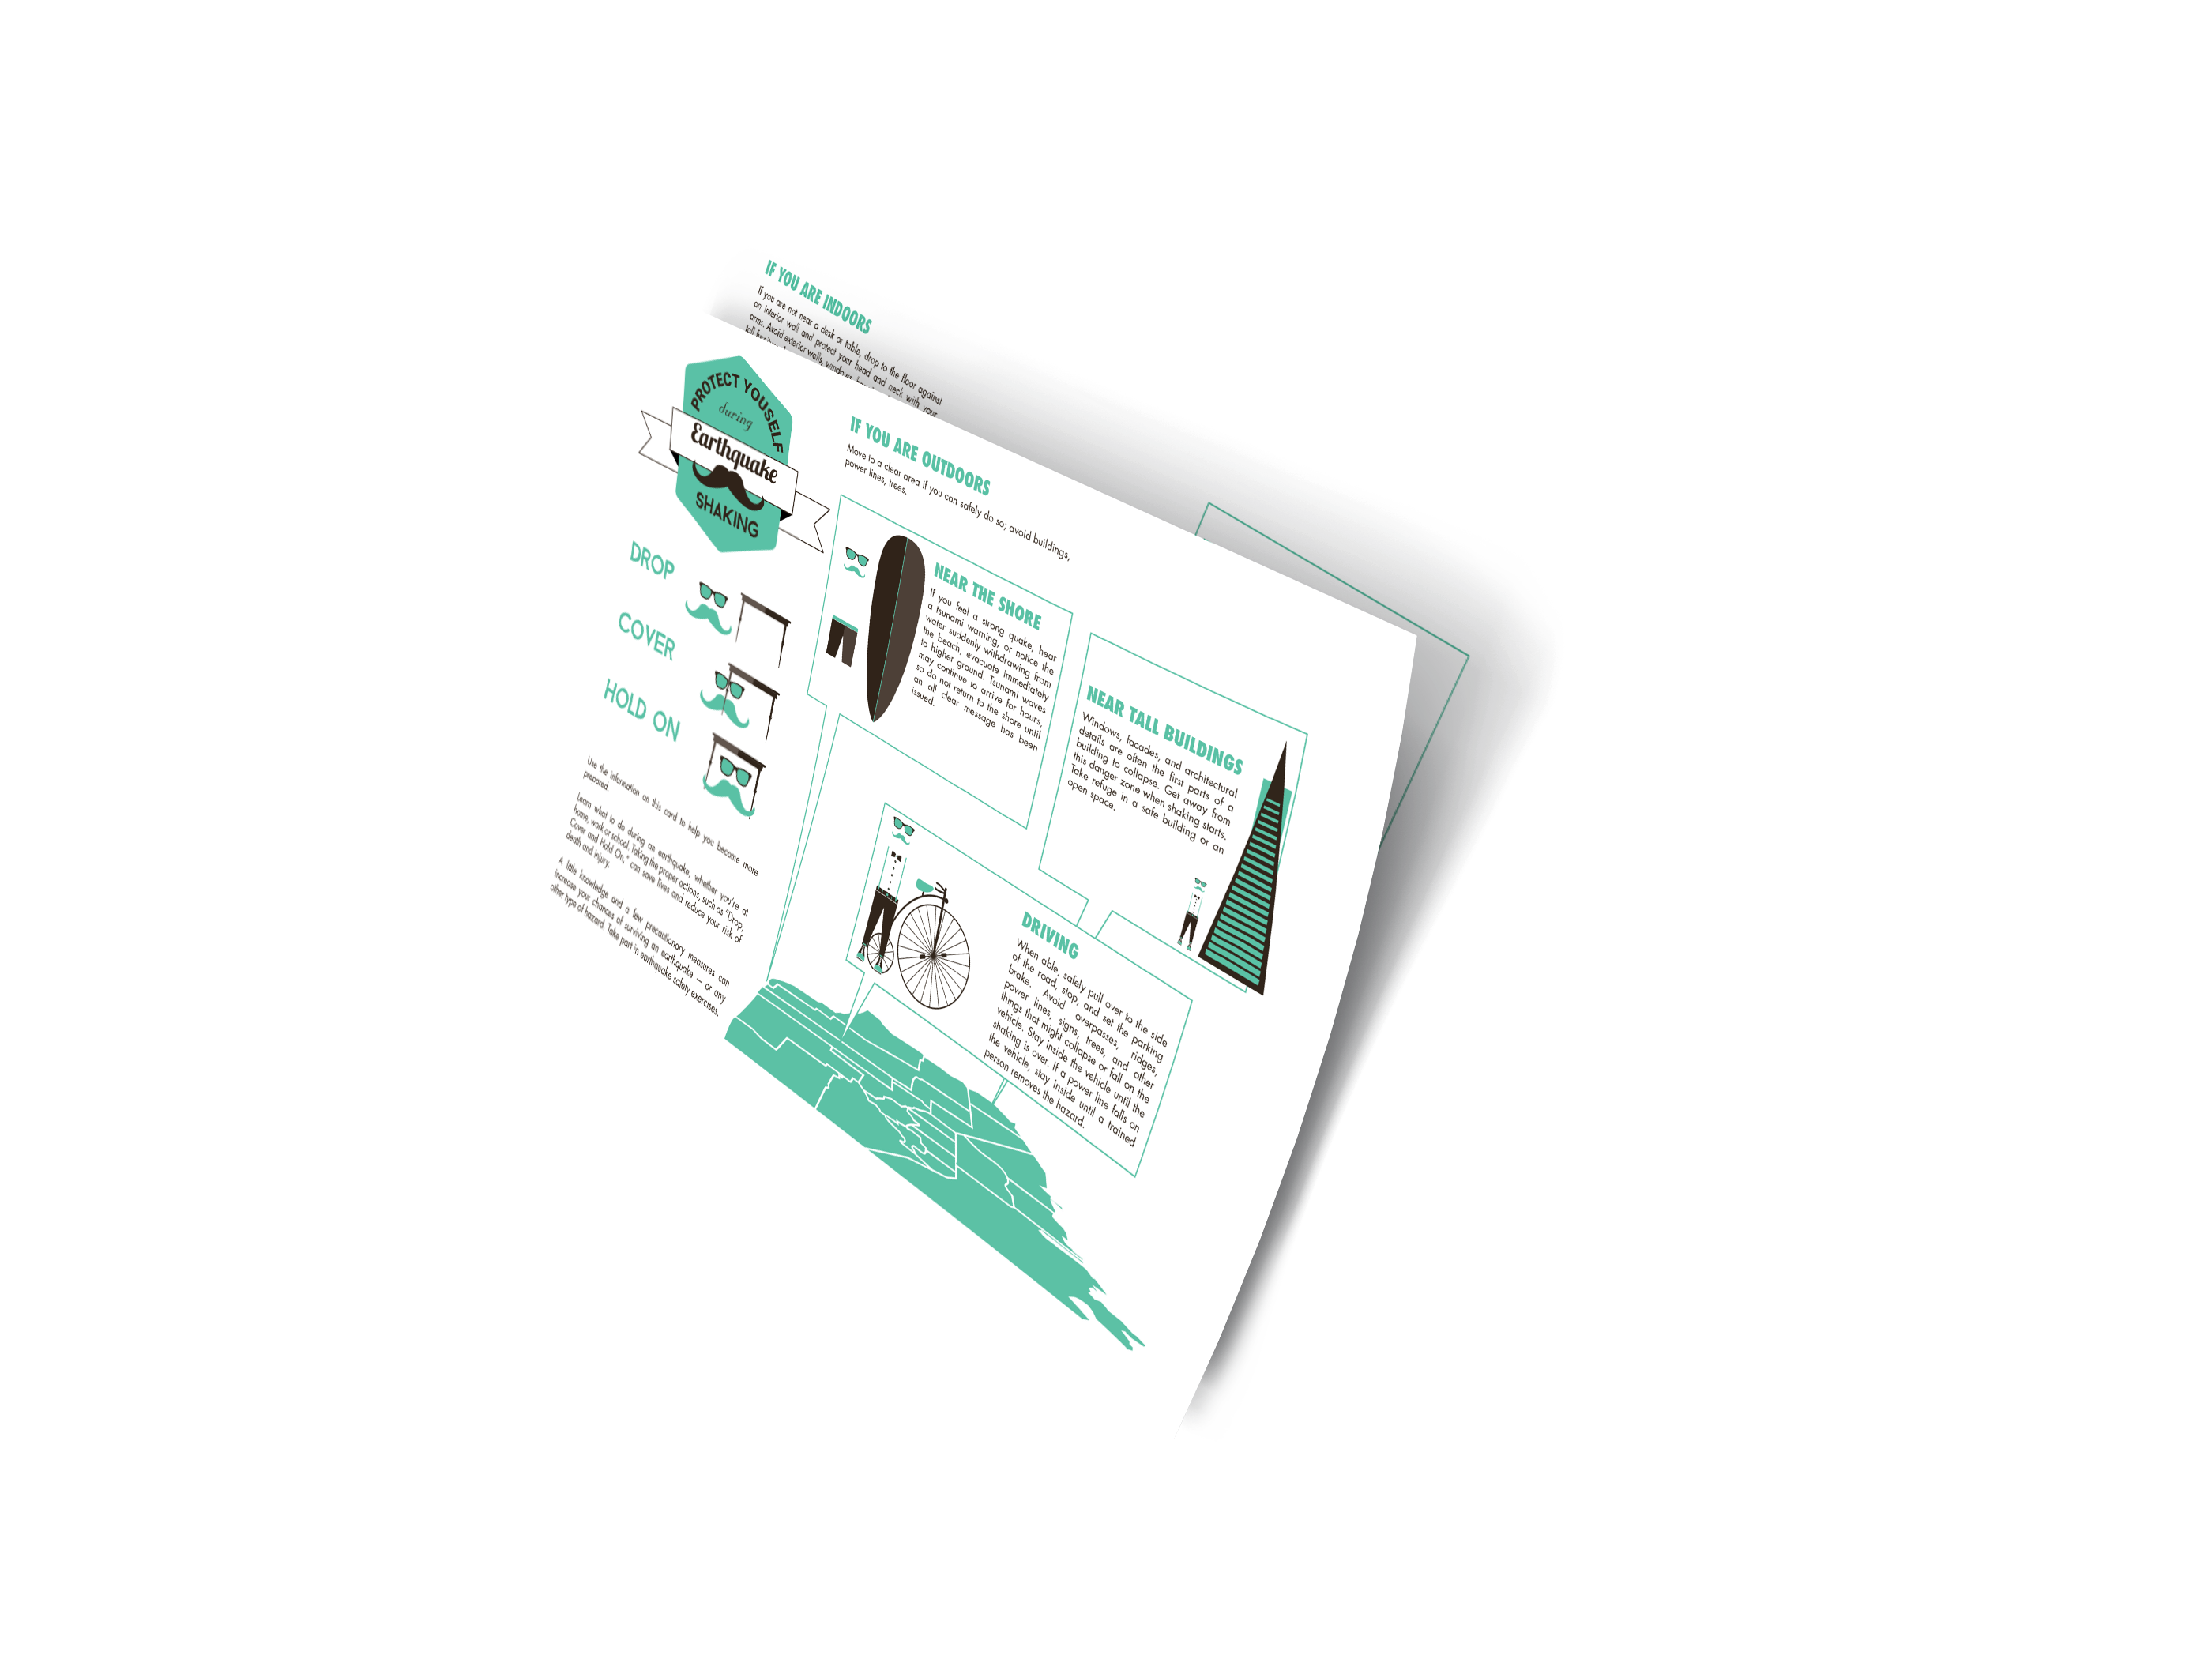 IF YOU ARE INDOORS
If you are not near a desk or table, drop to the floor against
an interior wall and protect your head and neck with your
arms. Avoid exterior walls, windows,
tall
PROTECT YOUSELF
during
Earthquake
SHAKING
DROP
COVER
HOLD ON
Use the information on this card to help you become more
prepared.
Learn what to do during an earthquake, whether you're at
home, work or school. Taking the proper actions, such as "Drop,
Cover and Hold On," can save lives and reduce your risk of
death and injury.
A little knowledge and a few precautionary measures can
increase your chances of surviving an earthquake — or any
other type of hazard. Take part in earthquake safety exercises.
IF YOU ARE OUTDOORS
Move to a clear area if you can safely do so; avoid buildings,
power lines, trees.
NEAR THE SHORE
If you feel a strong quake, hear
a tsunami warning, or notice the
water suddenly withdrawing from
the beach, evacuate immediately
to higher ground. Tsunami waves
may continue to arrive for hours,
so do not return to the shore until
an all clear message has been
issued.
NEAR TALL BUILDINGS
Windows, facades, and architectural
details are often the first parts of a
building to collapse. Get away from
this danger zone when shaking starts.
Take refuge in a safe building or an
open space.
DRIVING
When able, safely pull over to the side
of the road, stop, and set the parking
brake. Avoid overpasses, ridges,
power lines, signs, trees, and other
things that might collapse or fall on the
vehicle. Stay inside the vehicle until the
shaking is over. If a power line falls on
the vehicle, stay inside until a trained
person removes the hazard.